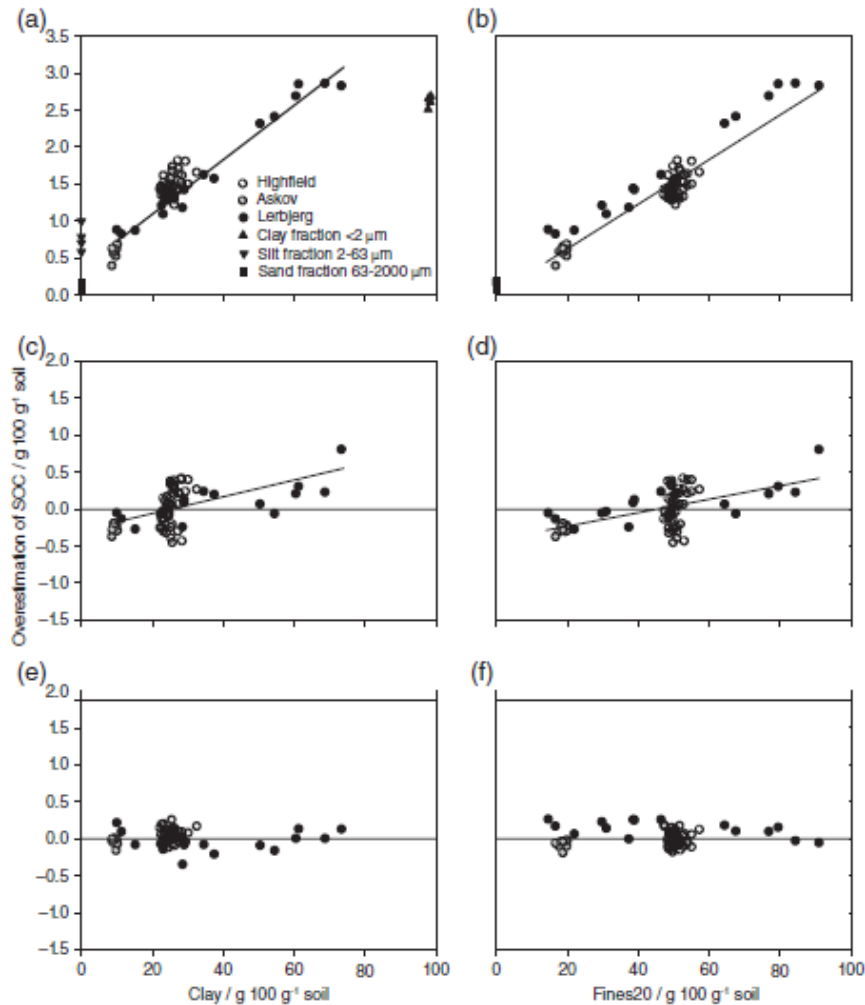 (a)
(b)
3.5
3.0
2.5
2.0
1.5
1.0
0.5
0.0
Highfield
Askov
Lerbjerg
Clay fraction <2 μm
Silt fraction 2-63 μm
Sand fraction 63-2000 μm
(c)
(d)
2.0
1.5
1.0
0.5
0.0
−0.5
−1.0
−1.5
Overestimation of SOC / g 100 g⁻¹ soil
(e)
(f)
2.0
1.5
1.0
0.5
0.0
−0.5
−1.0
−1.5
0 20 40 60 80 100
20 40 60 80 100
Clay / g 100 g⁻¹ soil
Fines20 / g 100 g⁻¹ soil